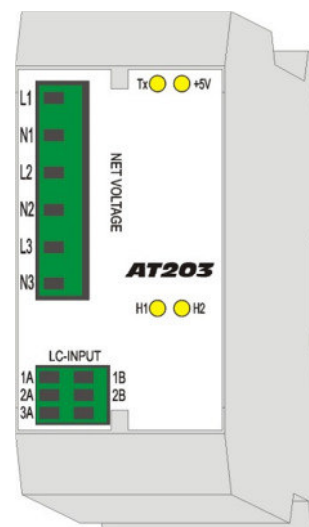 Tx +5V
L1
N1
L2
N2
L3
N3
NET VOLTAGE
AT203
H1 H2
LC-INPUT
1A 1B
2A 2B
3A